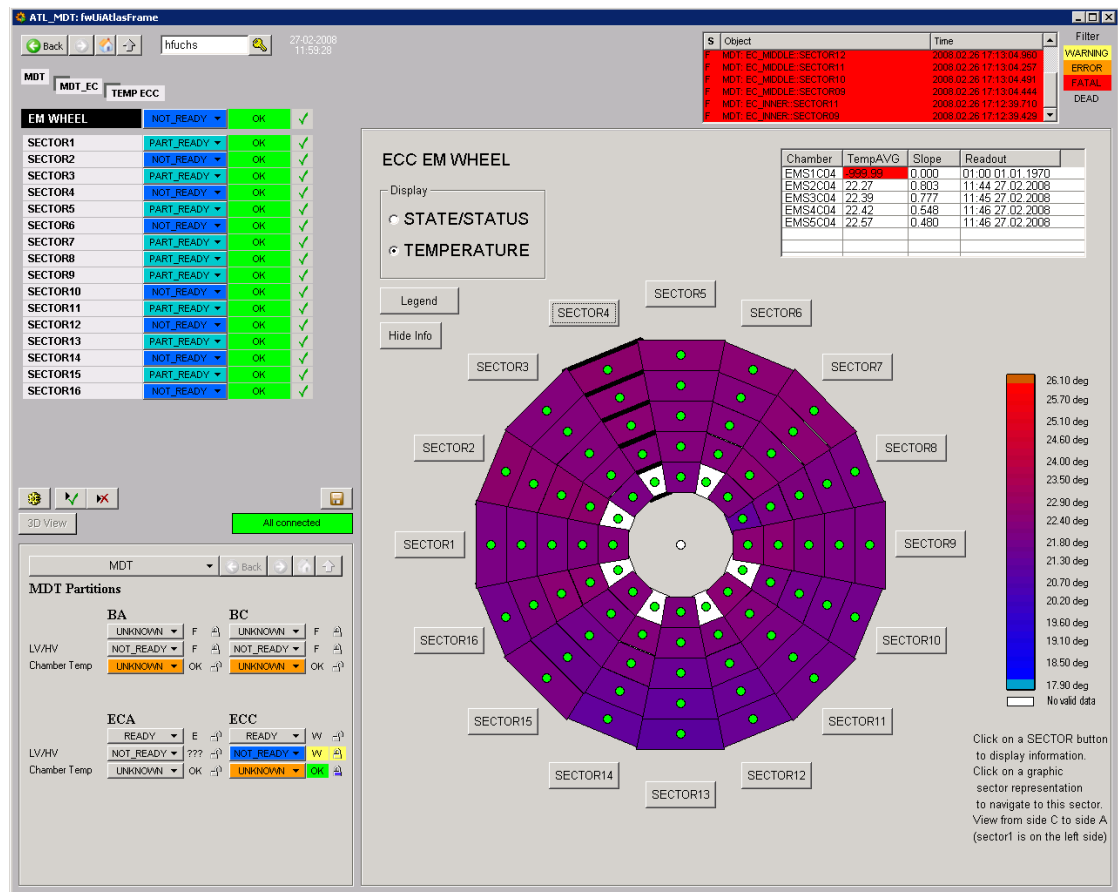 ATL_MDT: fwUiAtlasFrame
Back
hfuchs
27-02-2008
11:59:28
MDT
MDT_EC
TEMP ECC
S Object Time
F MDT: EC_MIDDLE::SECTOR12 2008.02.26 17:13:04.960
F MDT: EC_MIDDLE::SECTOR11 2008.02.26 17:13:04.257
F MDT: EC_MIDDLE::SECTOR10 2008.02.26 17:13:04.491
F MDT: EC_MIDDLE::SECTOR09 2008.02.26 17:13:04.444
F MDT: EC_INNER::SECTOR11 2008.02.26 17:12:39.710
F MDT: EC_INNER::SECTOR09 2008.02.26 17:12:39.429
Filter
WARNING
ERROR
FATAL
DEAD
EM WHEEL NOT_READY OK
SECTOR1 PART_READY OK
SECTOR2 NOT_READY OK
SECTOR3 PART_READY OK
SECTOR4 NOT_READY OK
SECTOR5 PART_READY OK
SECTOR6 NOT_READY OK
SECTOR7 PART_READY OK
SECTOR8 PART_READY OK
SECTOR9 PART_READY OK
SECTOR10 NOT_READY OK
SECTOR11 PART_READY OK
SECTOR12 NOT_READY OK
SECTOR13 PART_READY OK
SECTOR14 NOT_READY OK
SECTOR15 PART_READY OK
SECTOR16 NOT_READY OK
3D View
All connected
MDT
Back
MDT Partitions
BA BC
UNKNOWN F UNKNOWN F
LV/HV NOT_READY F NOT_READY F
Chamber Temp UNKNOWN OK UNKNOWN OK
ECA ECC
READY E READY W
LV/HV NOT_READY ??? NOT_READY W
Chamber Temp UNKNOWN OK UNKNOWN OK
ECC EM WHEEL
Display
STATE/STATUS
TEMPERATURE
Legend
Hide Info
Chamber TempAVG Slope Readout
EMS1C04 -999.99 0.000 01:00 01.01.1970
EMS2C04 22.27 0.803 11:44 27.02.2008
EMS3C04 22.39 0.777 11:45 27.02.2008
EMS4C04 22.42 0.548 11:46 27.02.2008
EMS5C04 22.57 0.480 11:46 27.02.2008
SECTOR5
SECTOR4
SECTOR6
SECTOR3
SECTOR7
SECTOR2
SECTOR8
SECTOR1
SECTOR9
SECTOR16
SECTOR10
SECTOR15
SECTOR11
SECTOR14
SECTOR12
SECTOR13
26.10 deg
25.70 deg
25.10 deg
24.60 deg
24.00 deg
23.50 deg
22.90 deg
22.40 deg
21.80 deg
21.30 deg
20.70 deg
20.20 deg
19.60 deg
19.10 deg
18.50 deg
17.90 deg
No valid data
Click on a SECTOR button
to display information.
Click on a graphic
sector representation
to navigate to this sector.
View from side C to side A
(sector1 is on the left side)